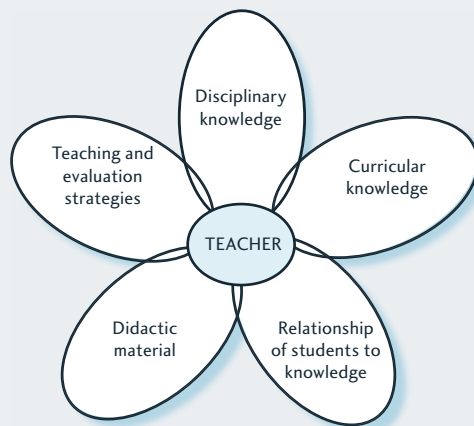 Disciplinary
knowledge
Teaching and
evaluation
strategies
Curricular
knowledge
TEACHER
Didactic
material
Relationship
of students to
knowledge